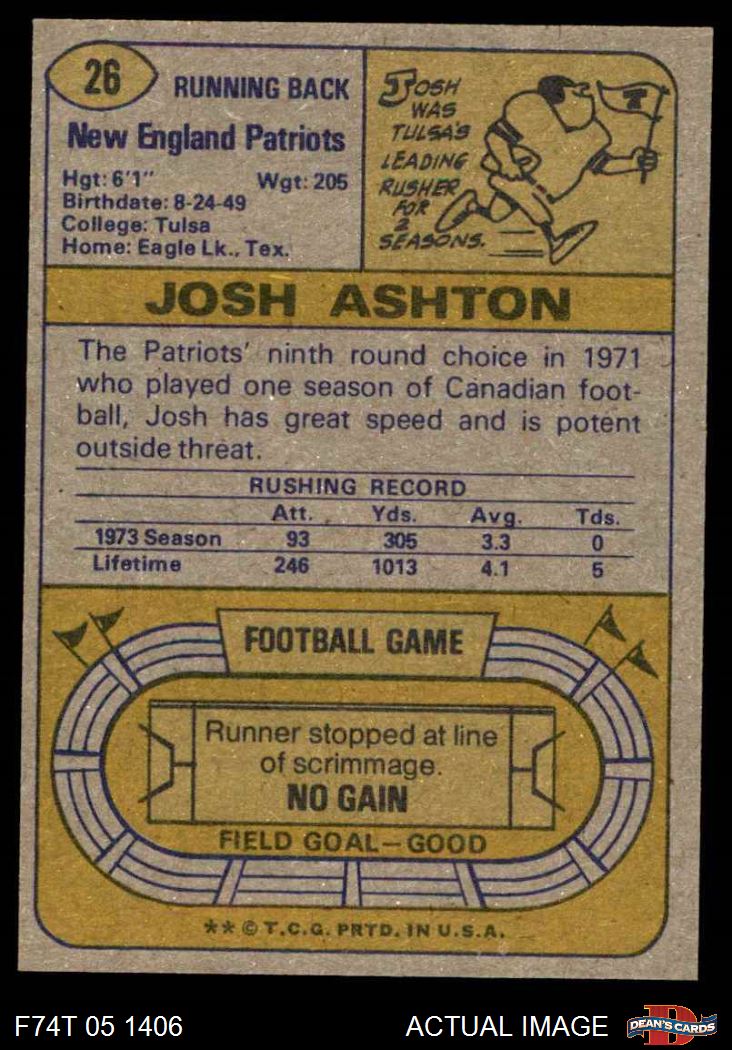 26
RUNNING BACK
New England Patriots
Hgt: 6'1" Wgt: 205
Birthdate: 8-24-49
College: Tulsa
Home: Eagle Lk., Tex.
JOSH
WAS
TULSA'S
LEADING
RUSHER
FOR
2
SEASONS.
T
JOSH ASHTON
The Patriots' ninth round choice in 1971
who played one season of Canadian foot-
ball, Josh has great speed and is potent
outside threat.
RUSHING RECORD
Att. Yds. Avg. Tds.
1973 Season 93 305 3.3 0
Lifetime 246 1013 4.1 5
FOOTBALL GAME
Runner stopped at line
of scrimmage.
NO GAIN
FIELD GOAL—GOOD
** © T.C.G. PRTD. IN U.S.A.
F74T 05 1406 ACTUAL IMAGE
D
DEAN'S CARDS